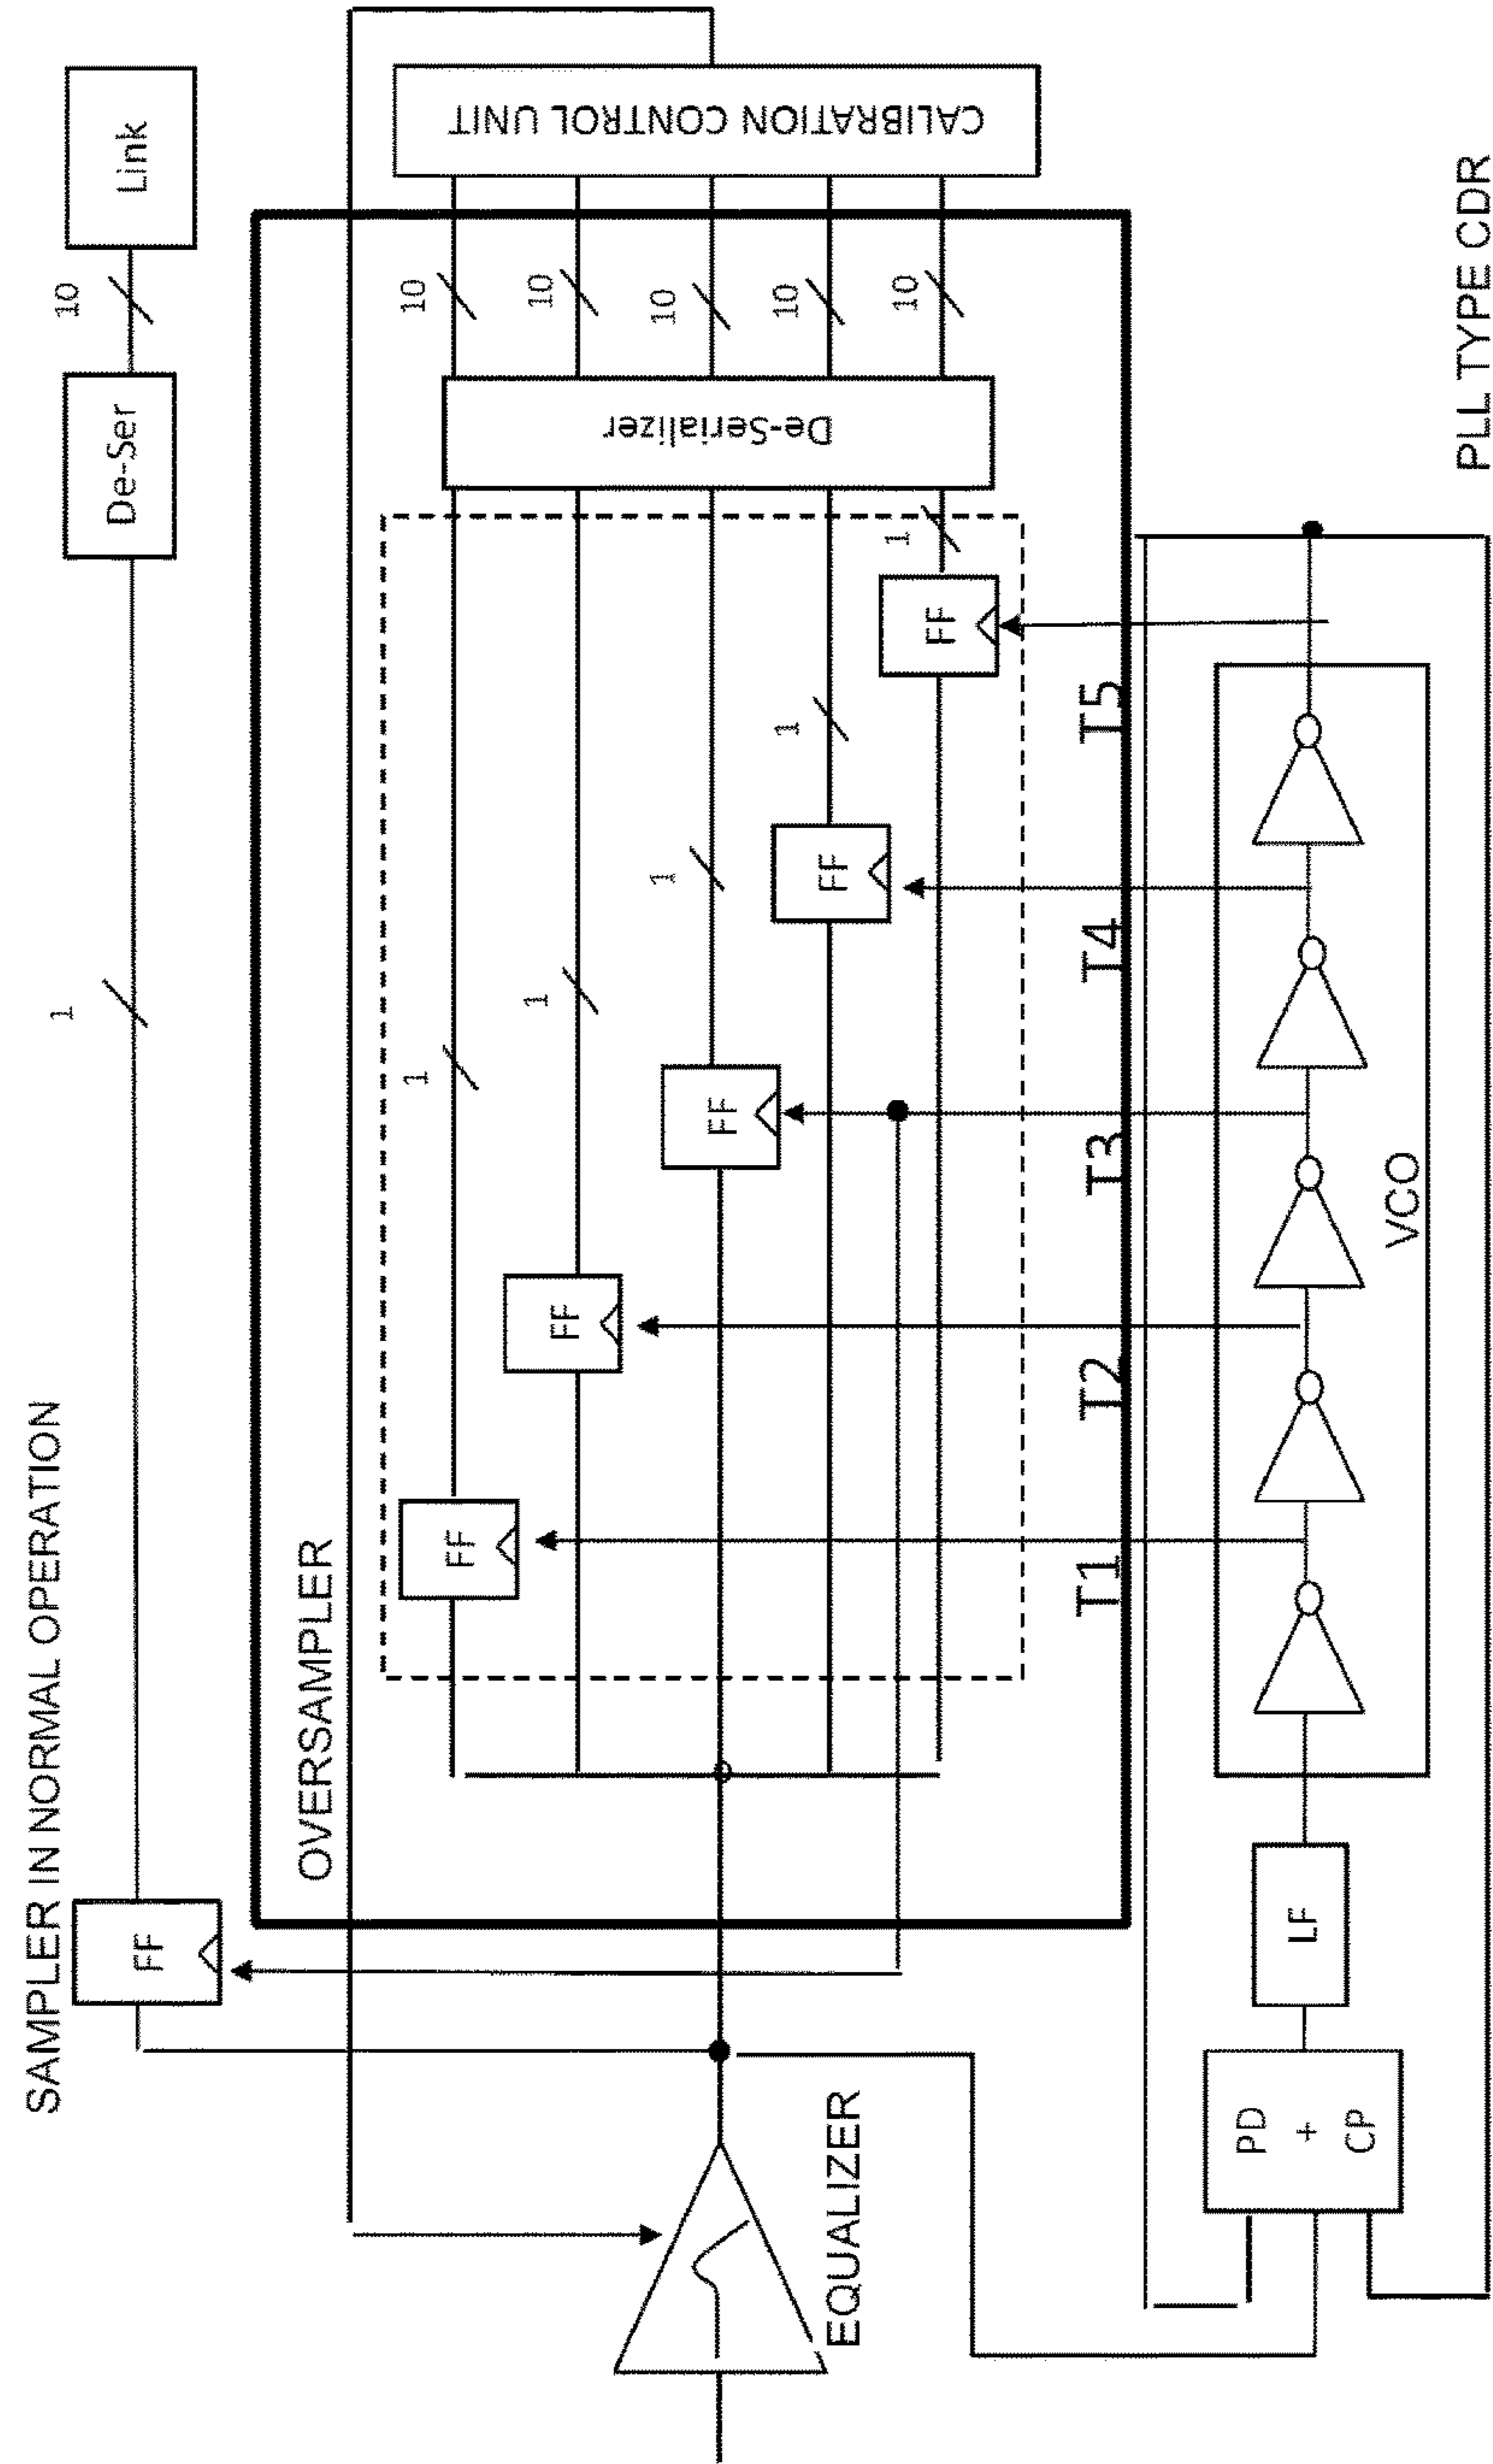 SAMPLER IN NORMAL OPERATION
FF
1
De-Ser
10
Link
OVERSAMPLER
FF
1
10
FF
1
10
FF
1
10
FF
1
10
FF
1
10
De-Serializer
CALIBRATION CONTROL UNIT
EQUALIZER
T1
T2
T3
T4
T5
PD
+
CP
LF
VCO
PLL TYPE CDR